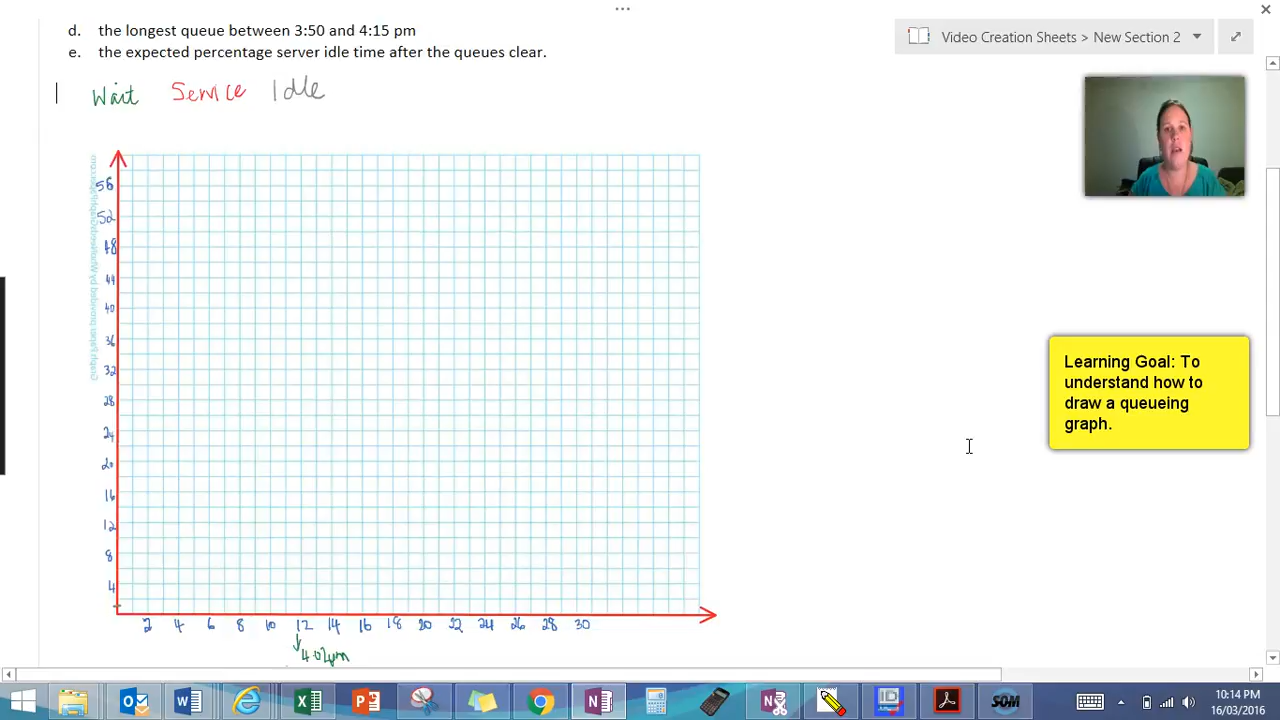 d. the longest queue between 3:50 and 4:15 pm
e. the expected percentage server idle time after the queues clear.
Video Creation Sheets > New Section 2
Wait Service Idle
56
52
48
44
40
36
32
28
24
20
16
12
8
4
2 4 6 8 10 12 14 16 18 20 22 24 26 28 30
4:02pm
Learning Goal: To
understand how to
draw a queueing
graph.
10:14 PM
16/03/2016
SOM